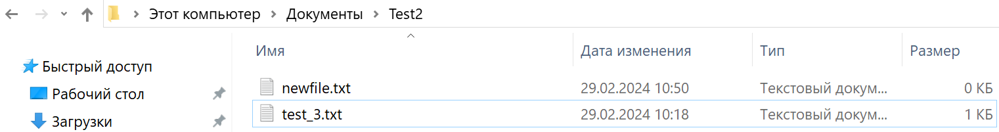 Этот компьютер > Документы > Test2
Имя Дата изменения Тип Размер
Быстрый доступ
newfile.txt 29.02.2024 10:50 Текстовый докум... 0 КБ
Рабочий стол
test_3.txt 29.02.2024 10:18 Текстовый докум... 1 КБ
Загрузки